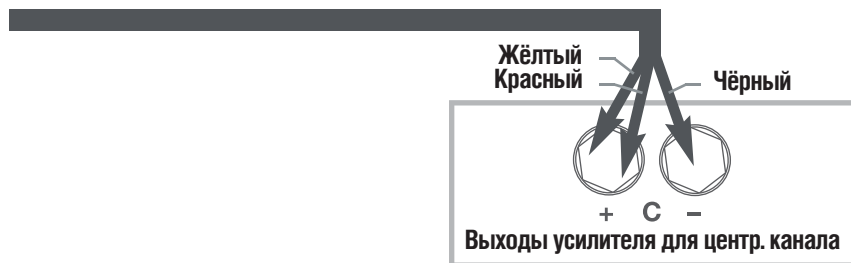 Жёлтый
Красный
Чёрный
+ C −
Выходы усилителя для центр. канала